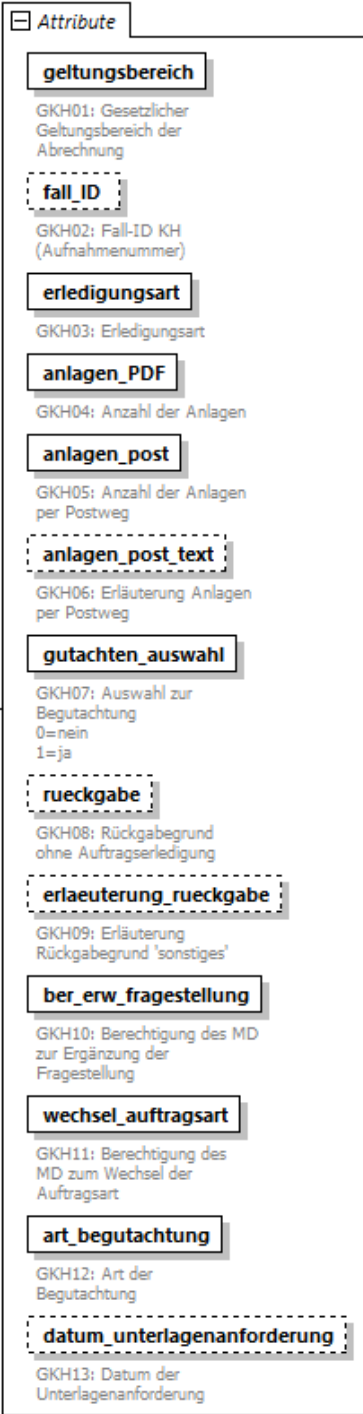 Attribute
geltungsbereich
GKH01: Gesetzlicher
Geltungsbereich der
Abrechnung
fall_ID
GKH02: Fall-ID KH
(Aufnahmenummer)
erledigungsart
GKH03: Erledigungsart
anlagen_PDF
GKH04: Anzahl der Anlagen
anlagen_post
GKH05: Anzahl der Anlagen
per Postweg
anlagen_post_text
GKH06: Erläuterung Anlagen
per Postweg
gutachten_auswahl
GKH07: Auswahl zur
Begutachtung
0=nein
1=ja
rueckgabe
GKH08: Rückgabegrund
ohne Auftragserledigung
erlaeuterung_rueckgabe
GKH09: Erläuterung
Rückgabegrund 'sonstiges'
ber_erw_fragestellung
GKH10: Berechtigung des MD
zur Ergänzung der
Fragestellung
wechsel_auftragsart
GKH11: Berechtigung des
MD zum Wechsel der
Auftragsart
art_begutachtung
GKH12: Art der
Begutachtung
datum_unterlagenanforderung
GKH13: Datum der
Unterlagenanforderung